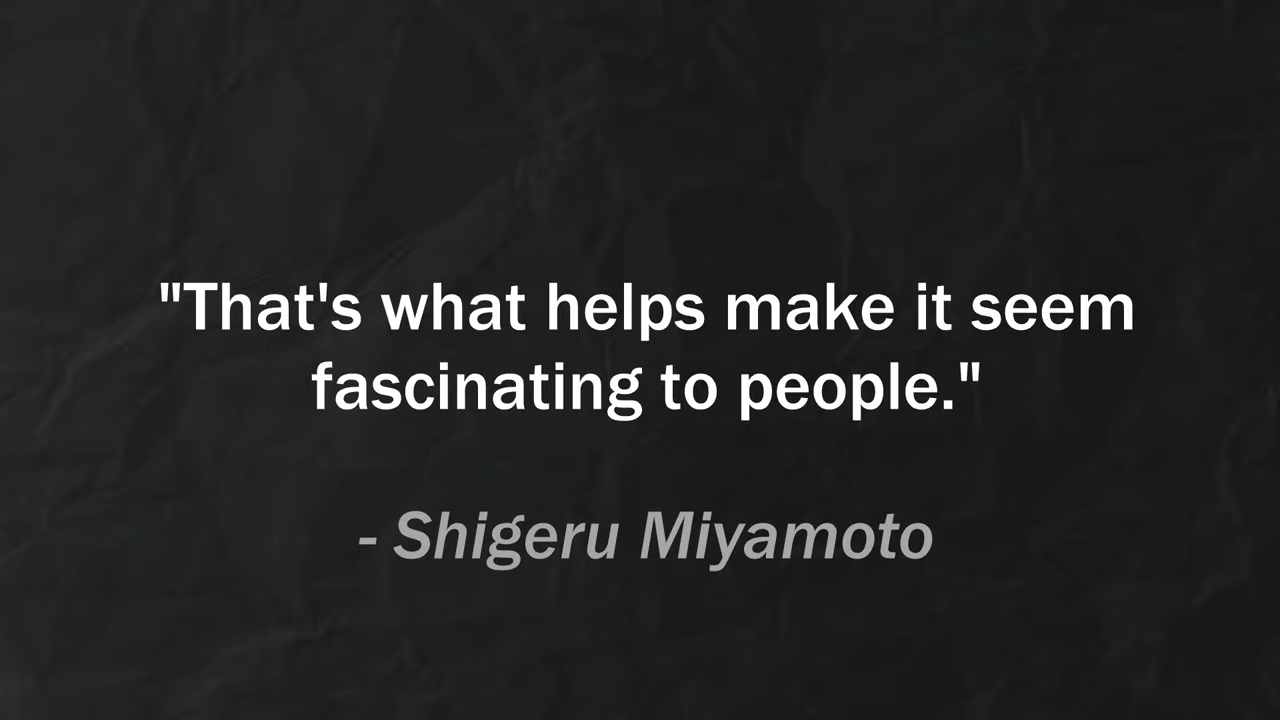 "That's what helps make it seem
fascinating to people."
- Shigeru Miyamoto